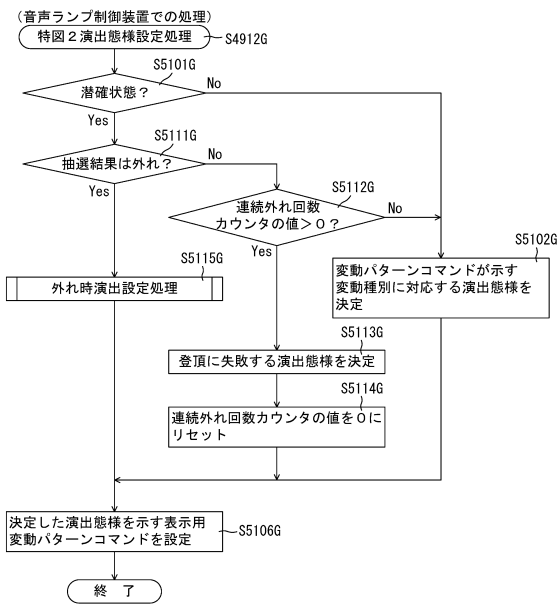 （音声ランプ制御装置での処理）
特図２演出態様設定処理
S4912G
S5101G
潜確状態？
No
Yes
S5111G
抽選結果は外れ？
No
Yes
S5112G
連続外れ回数
カウンタの値＞０？
No
Yes
S5102G
変動パターンコマンドが示す
変動種別に対応する演出態様を
決定
S5115G
外れ時演出設定処理
S5113G
登頂に失敗する演出態様を決定
S5114G
連続外れ回数カウンタの値を０に
リセット
決定した演出態様を示す表示用
変動パターンコマンドを設定
S5106G
終　了